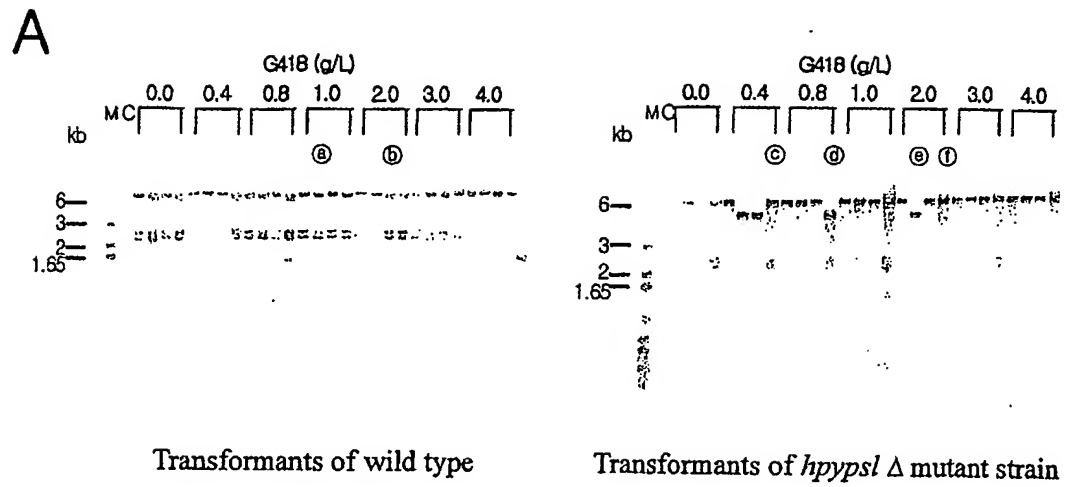 A
G418 (g/L)
0.0 0.4 0.8 1.0 2.0 3.0 4.0
M C
kb
ⓐ ⓑ
6
3
2
1.65
Transformants of wild type
G418 (g/L)
0.0 0.4 0.8 1.0 2.0 3.0 4.0
M C
kb
ⓒ ⓓ ⓔ ⓕ
6
3
2
1.65
Transformants of hpypsl Δ mutant strain